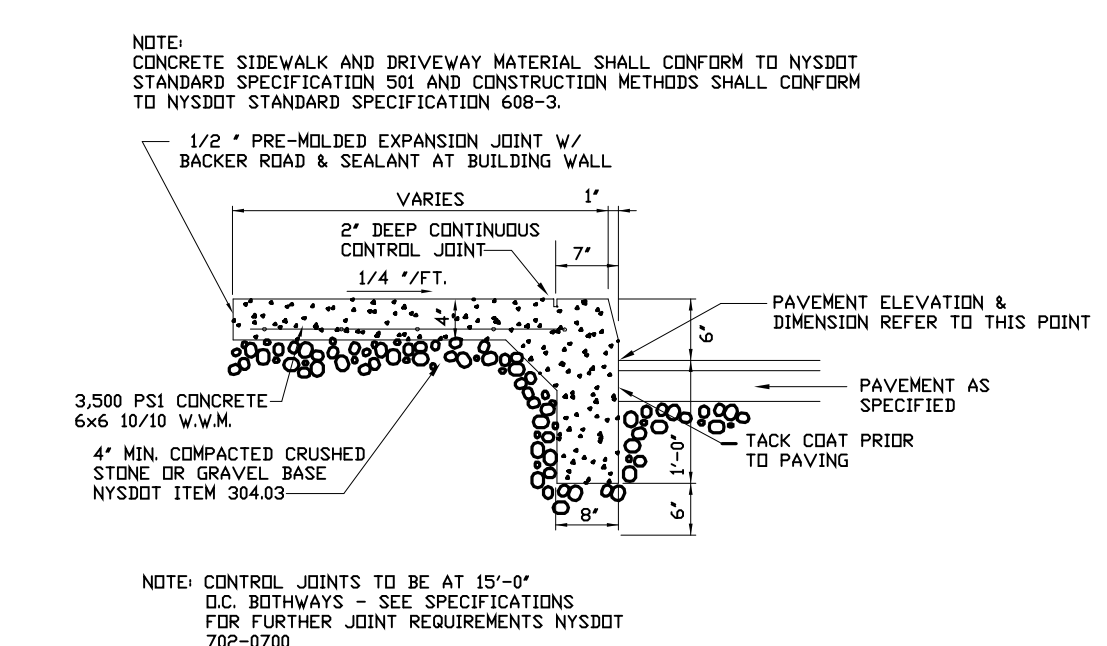 NOTE:
CONCRETE SIDEWALK AND DRIVEWAY MATERIAL SHALL CONFORM TO NYSDOT
STANDARD SPECIFICATION 501 AND CONSTRUCTION METHODS SHALL CONFORM
TO NYSDOT STANDARD SPECIFICATION 608-3.
1/2 " PRE-MOLDED EXPANSION JOINT W/
BACKER ROAD & SEALANT AT BUILDING WALL
VARIES
1"
2" DEEP CONTINUOUS
CONTROL JOINT
7"
1/4 "/FT.
4"
PAVEMENT ELEVATION &
DIMENSION REFER TO THIS POINT
6"
PAVEMENT AS
SPECIFIED
3,500 PS1 CONCRETE
6x6 10/10 W.W.M.
TACK COAT PRIOR
TO PAVING
1'-0"
4" MIN. COMPACTED CRUSHED
STONE OR GRAVEL BASE
NYSDOT ITEM 304.03
8"
6"
NOTE: CONTROL JOINTS TO BE AT 15'-0"
O.C. BOTHWAYS - SEE SPECIFICATIONS
FOR FURTHER JOINT REQUIREMENTS NYSDOT
702-0700